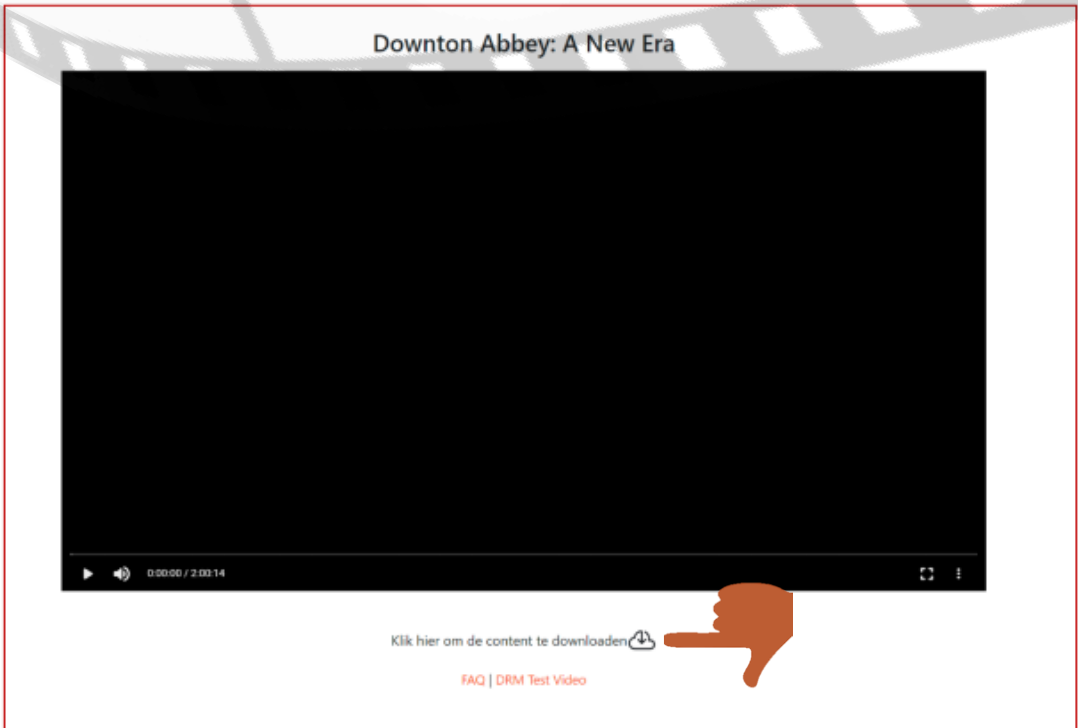 Downton Abbey: A New Era
0:00:00 / 2:00:14
Klik hier om de content te downloaden
FAQ | DRM Test Video